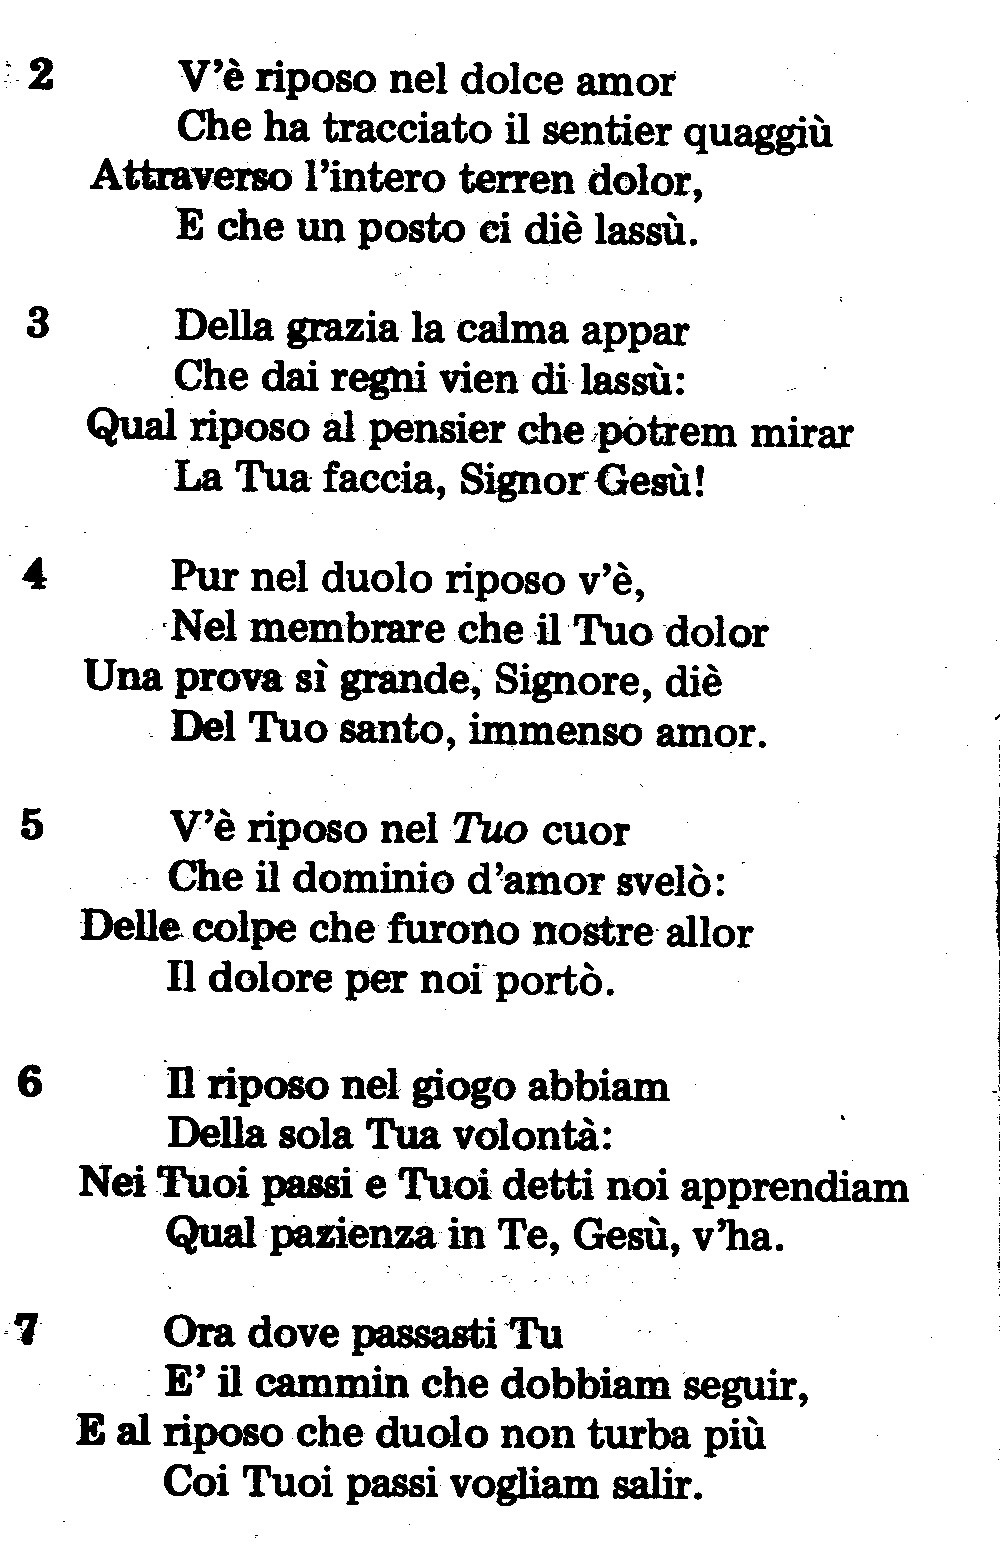 2 V'è riposo nel dolce amor
Che ha tracciato il sentier quaggiù
Attraverso l'intero terren dolor,
E che un posto ci diè lassù.
3 Della grazia la calma appar
Che dai regni vien di lassù:
Qual riposo al pensier che potrem mirar
La Tua faccia, Signor Gesù!
4 Pur nel duolo riposo v'è,
Nel membrare che il Tuo dolor
Una prova sì grande, Signore, diè
Del Tuo santo, immenso amor.
5 V'è riposo nel Tuo cuor
Che il dominio d'amor svelò:
Delle colpe che furono nostre allor
Il dolore per noi portò.
6 Il riposo nel giogo abbiam
Della sola Tua volontà:
Nei Tuoi passi e Tuoi detti noi apprendiam
Qual pazienza in Te, Gesù, v'ha.
7 Ora dove passasti Tu
E' il cammin che dobbiam seguir,
E al riposo che duolo non turba più
Coi Tuoi passi vogliam salir.